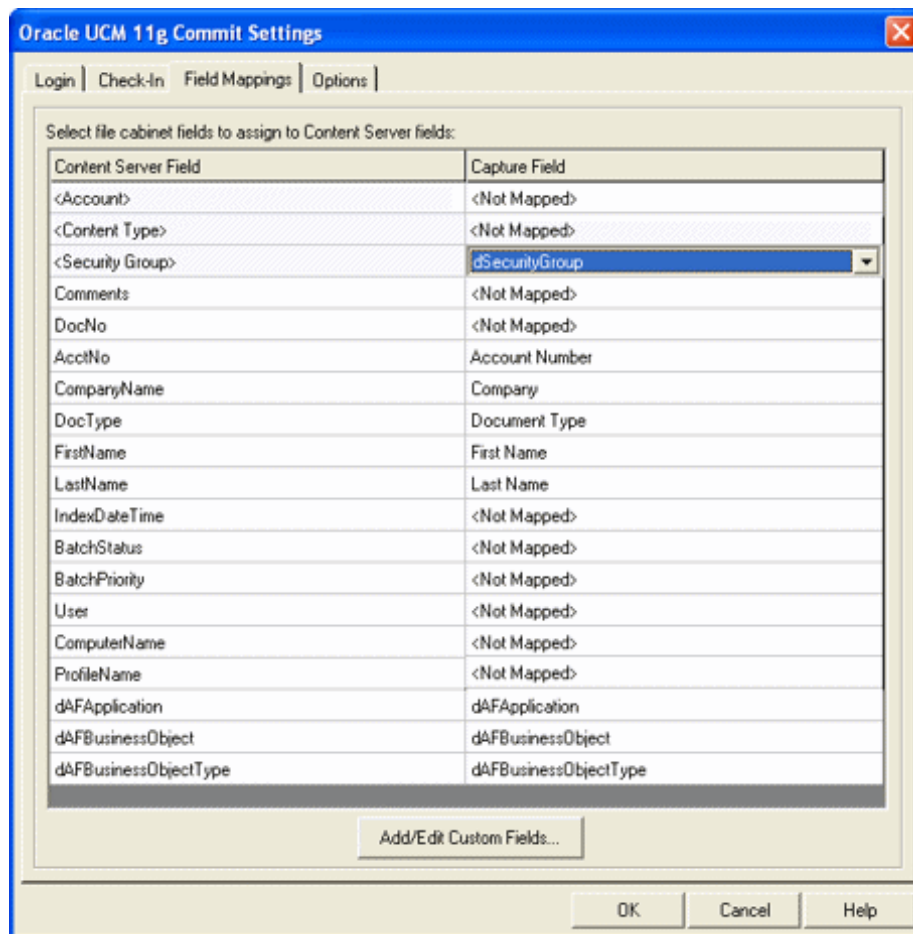 Oracle UCM 11g Commit Settings
Login Check-In Field Mappings Options
Select file cabinet fields to assign to Content Server fields:
Content Server Field Capture Field
<Account> <Not Mapped>
<Content Type> <Not Mapped>
<Security Group> dSecurityGroup
Comments <Not Mapped>
DocNo <Not Mapped>
AcctNo Account Number
CompanyName Company
DocType Document Type
FirstName First Name
LastName Last Name
IndexDateTime <Not Mapped>
BatchStatus <Not Mapped>
BatchPriority <Not Mapped>
User <Not Mapped>
ComputerName <Not Mapped>
ProfileName <Not Mapped>
dAFApplication dAFApplication
dAFBusinessObject dAFBusinessObject
dAFBusinessObjectType dAFBusinessObjectType
Add/Edit Custom Fields...
OK Cancel Help